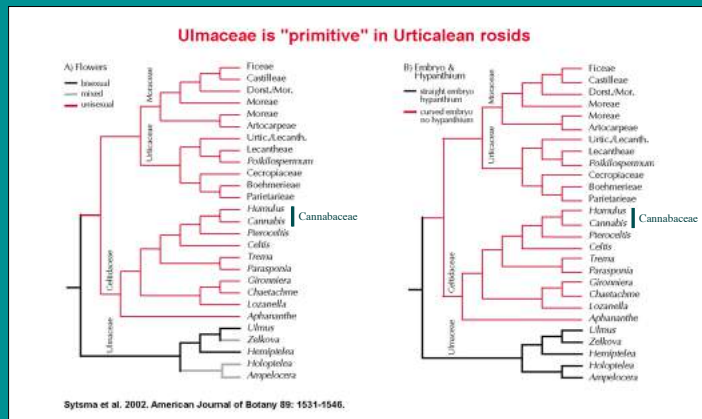 Ulmaceae is "primitive" in Urticalean rosids
A) Flowers
bisexual
mixed
unisexual
Moraceae
Urticaceae
Celtidaceae
Ulmaceae
Ficeae
Castilleae
Dorst./Mor.
Moreae
Moreae
Artocarpeae
Urtic./Lecanth.
Lecantheae
Poikilospermum
Cecropiaceae
Boehmerieae
Parietarieae
Humulus
Cannabis
Cannabaceae
Pteroceltis
Celtis
Trema
Parasponia
Gironniera
Chaetachme
Lozanella
Aphananthe
Ulmus
Zelkova
Hemiptelea
Holoptelea
Ampelocera
B) Embryo &
Hypanthium
straight embryo
hypanthium
curved embryo
no hypanthium
Moraceae
Urticaceae
Celtidaceae
Ulmaceae
Ficeae
Castilleae
Dorst./Mor.
Moreae
Moreae
Artocarpeae
Urtic./Lecanth.
Lecantheae
Poikilospermum
Cecropiaceae
Boehmerieae
Parietarieae
Humulus
Cannabis
Cannabaceae
Pteroceltis
Celtis
Trema
Parasponia
Gironniera
Chaetachme
Lozanella
Aphananthe
Ulmus
Zelkova
Hemiptelea
Holoptelea
Ampelocera
Sytsma et al. 2002. American Journal of Botany 89: 1531-1546.